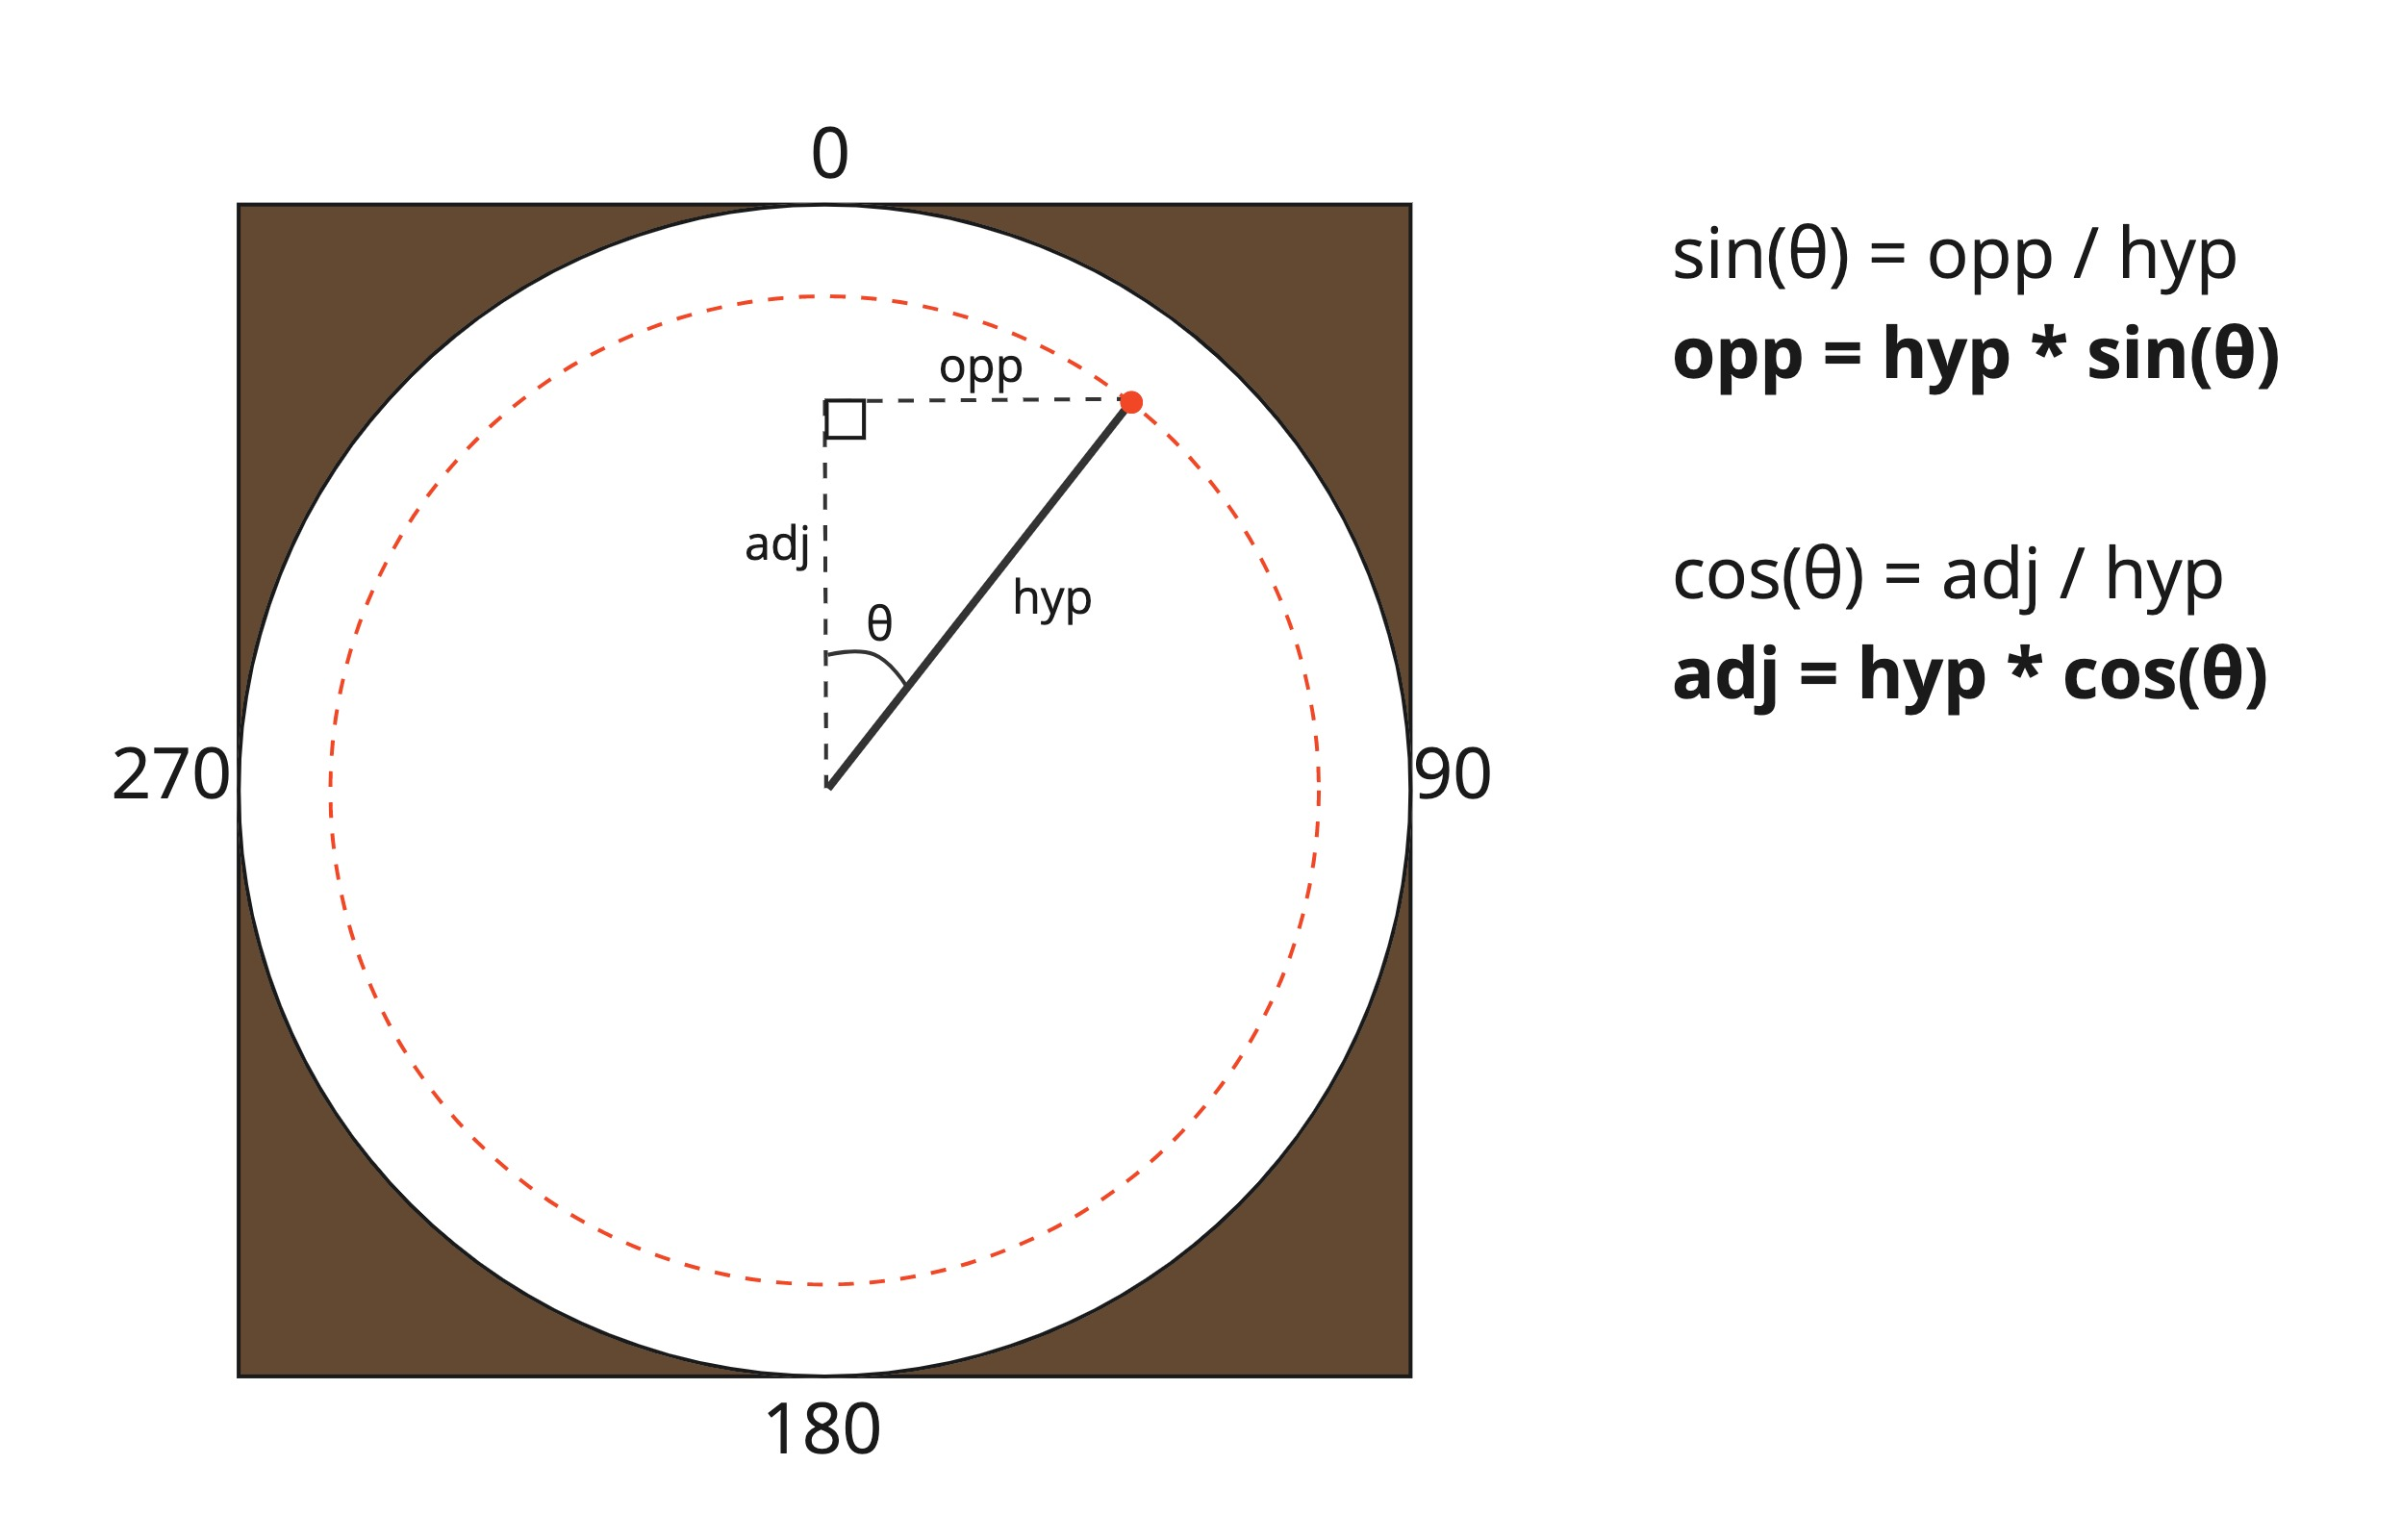 0
sin(θ) = opp / hyp
opp = hyp * sin(θ)
opp
adj
hyp
θ
cos(θ) = adj / hyp
adj = hyp * cos(θ)
270
90
180